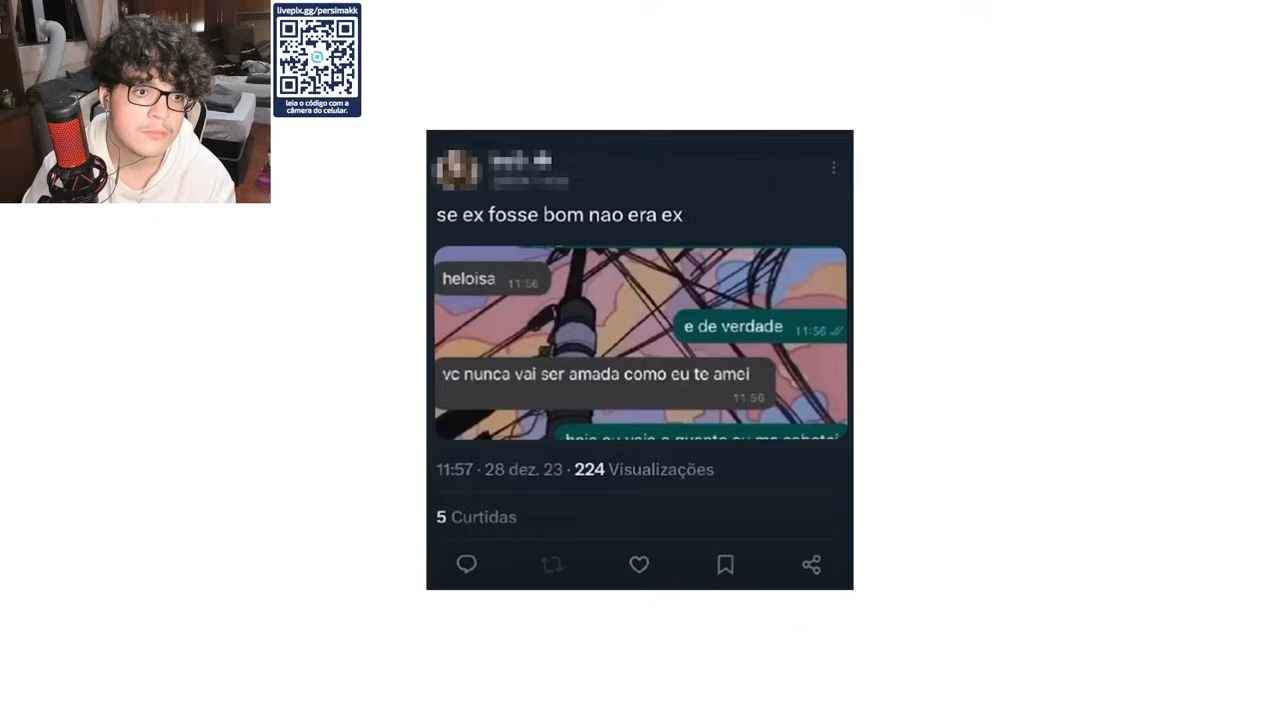 livepix.gg/persimakk
leia o código com a
câmera do celular.
se ex fosse bom nao era ex
heloisa 11:56
e de verdade 11:56
vc nunca vai ser amada como eu te amei
11:56
11:57 · 28 dez. 23 · 224 Visualizações
5 Curtidas